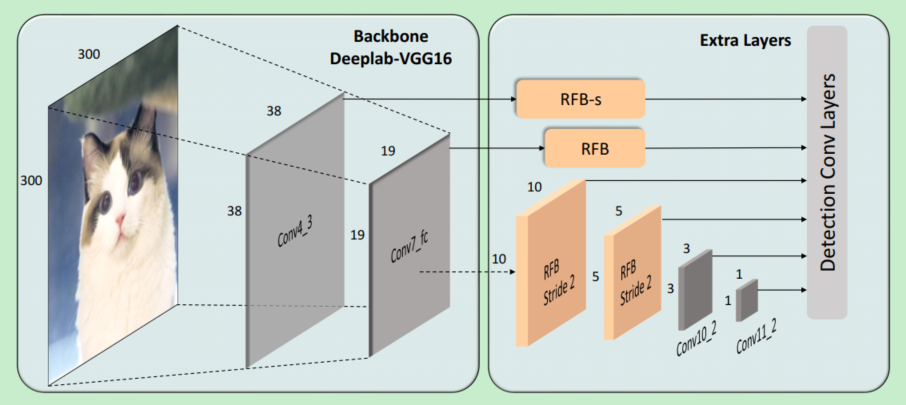 Backbone
Deeplab-VGG16
300
300
38
38
Conv4_3
19
19
Conv7_fc
Extra Layers
RFB-s
RFB
10
10
RFB
Stride 2
5
5
RFB
Stride 2
3
3
Conv10_2
1
1
Conv11_2
Detection Conv Layers